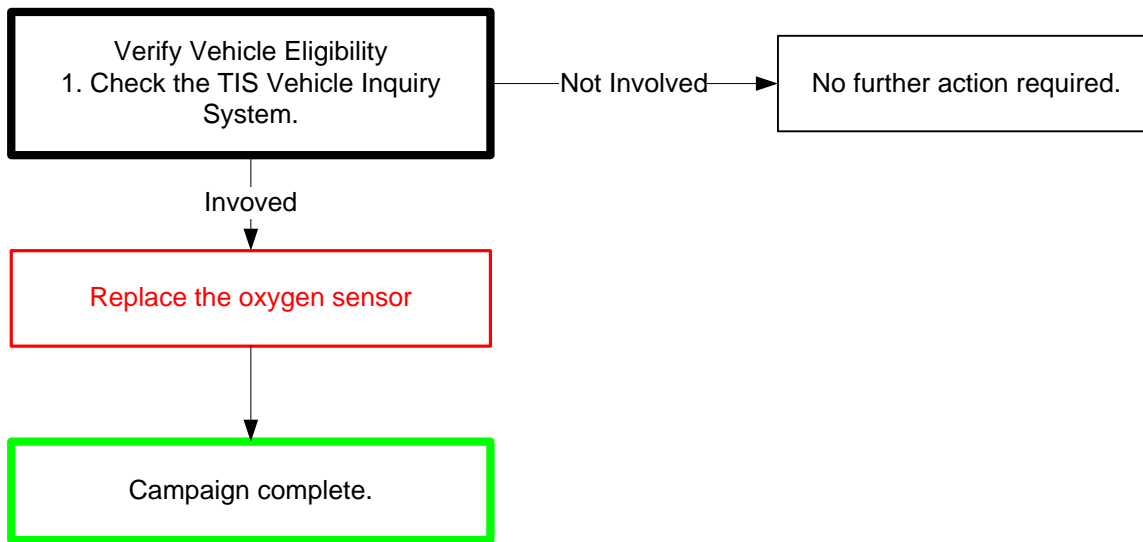 Verify Vehicle Eligibility
1. Check the TIS Vehicle Inquiry
System.
Not Involved
No further action required.
Invoved
Replace the oxygen sensor
Campaign complete.